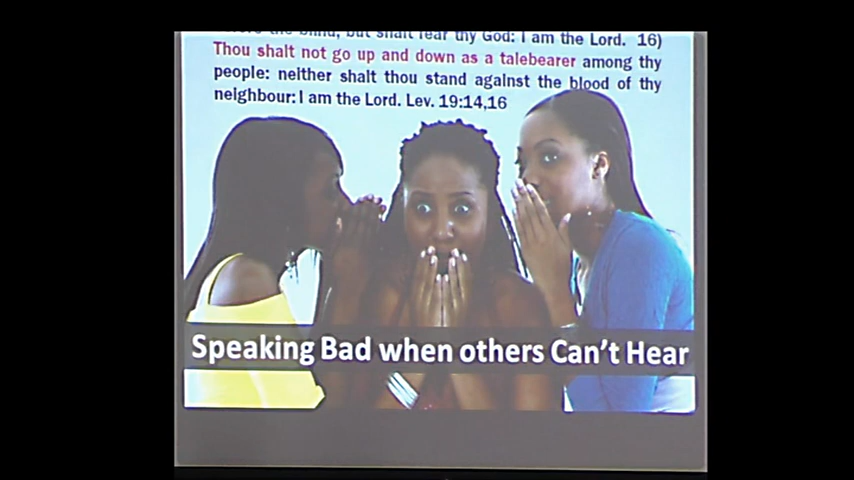 the blind, but shalt fear thy God: I am the Lord. 16)
Thou shalt not go up and down as a talebearer among thy
people: neither shalt thou stand against the blood of thy
neighbour: I am the Lord. Lev. 19:14,16
Speaking Bad when others Can't Hear